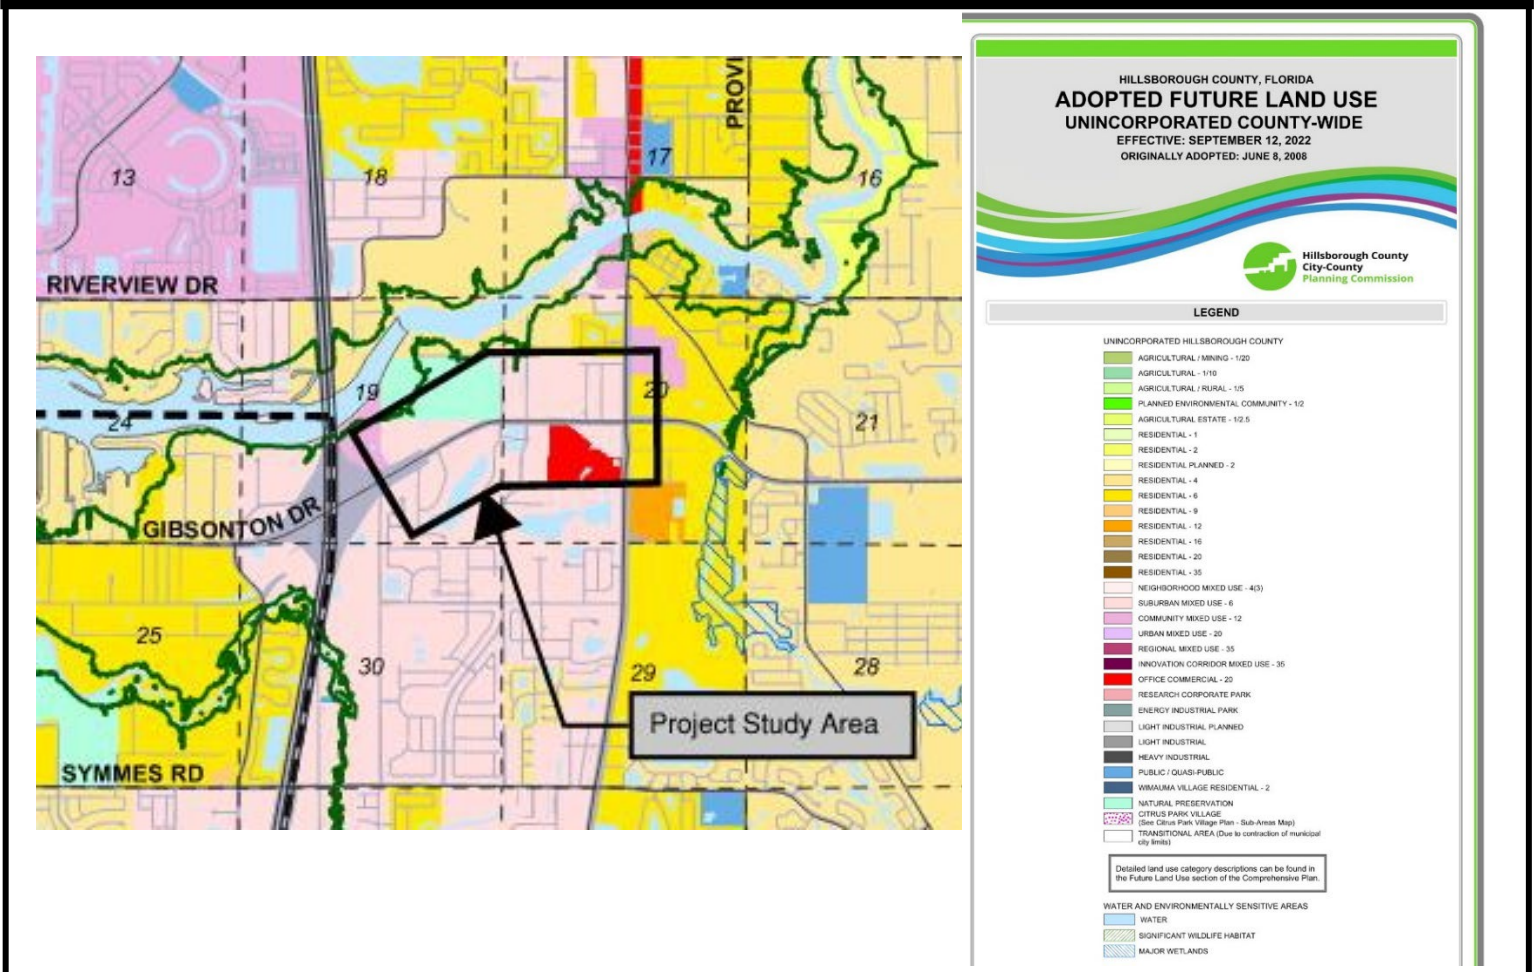 PROVI
17
13
18
16
RIVERVIEW DR
19
20
24
21
GIBSONTON DR
25
30
29
28
Project Study Area
SYMMES RD
HILLSBOROUGH COUNTY, FLORIDA
ADOPTED FUTURE LAND USE
UNINCORPORATED COUNTY-WIDE
EFFECTIVE: SEPTEMBER 12, 2022
ORIGINALLY ADOPTED: JUNE 8, 2008
Hillsborough County
City-County
Planning Commission
LEGEND
UNINCORPORATED HILLSBOROUGH COUNTY
AGRICULTURAL / MINING - 1/20
AGRICULTURAL - 1/10
AGRICULTURAL / RURAL - 1/5
PLANNED ENVIRONMENTAL COMMUNITY - 1/2
AGRICULTURAL ESTATE - 1/2.5
RESIDENTIAL - 1
RESIDENTIAL - 2
RESIDENTIAL PLANNED - 2
RESIDENTIAL - 4
RESIDENTIAL - 6
RESIDENTIAL - 9
RESIDENTIAL - 12
RESIDENTIAL - 16
RESIDENTIAL - 20
RESIDENTIAL - 35
NEIGHBORHOOD MIXED USE - 4(3)
SUBURBAN MIXED USE - 6
COMMUNITY MIXED USE - 12
URBAN MIXED USE - 20
REGIONAL MIXED USE - 35
INNOVATION CORRIDOR MIXED USE - 35
OFFICE COMMERCIAL - 20
RESEARCH CORPORATE PARK
ENERGY INDUSTRIAL PARK
LIGHT INDUSTRIAL PLANNED
LIGHT INDUSTRIAL
HEAVY INDUSTRIAL
PUBLIC / QUASI-PUBLIC
WIMAUMA VILLAGE RESIDENTIAL - 2
NATURAL PRESERVATION
CITRUS PARK VILLAGE
(See Citrus Park Village Plan - Sub-Areas Map)
TRANSITIONAL AREA (Due to contraction of municipal
city limits)
Detailed land use category descriptions can be found in
the Future Land Use section of the Comprehensive Plan.
WATER AND ENVIRONMENTALLY SENSITIVE AREAS
WATER
SIGNIFICANT WILDLIFE HABITAT
MAJOR WETLANDS